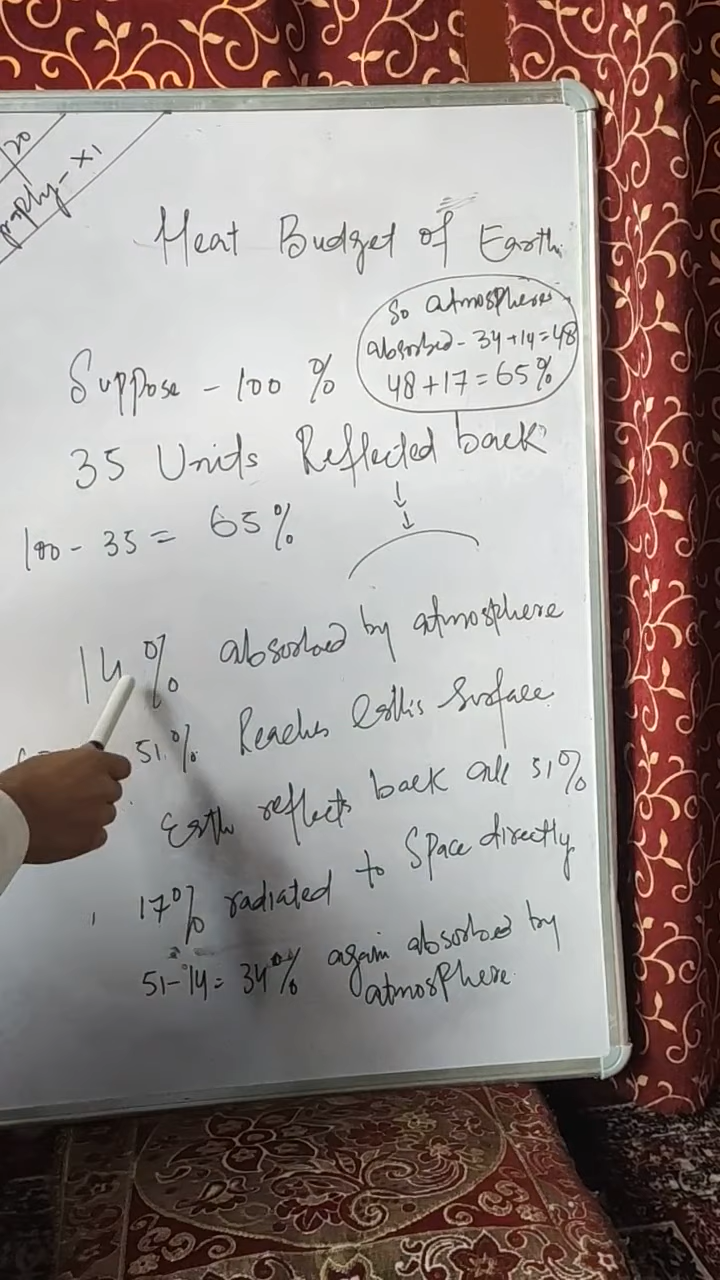 20
XI
Heat Budget of Earth.
So atmosphere
absorbed - 34+14=48
48+17=65%
Suppose - 100 %
35 Units Reflected back
100 - 35 = 65%
14% absorbed by atmosphere
51% Reaches Surface
Earth reflects back 51%
17% radiated to Space directly
51-14= 34% again absorbed by
atmosphere.